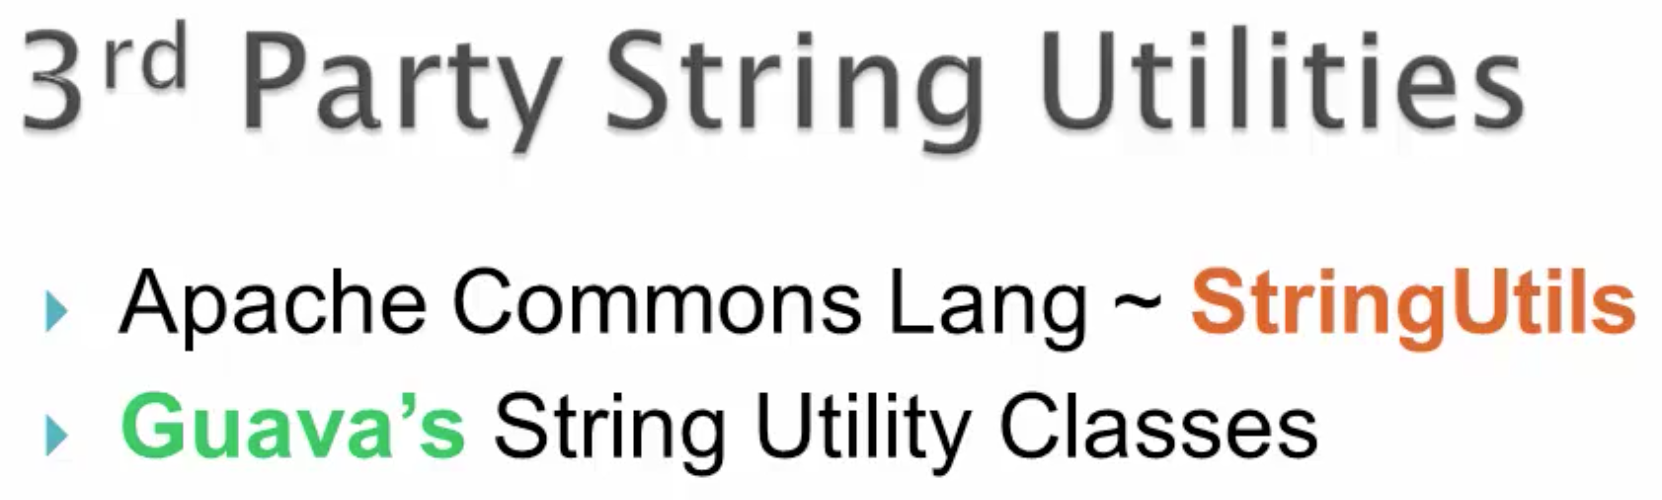 3rd Party String Utilities
Apache Commons Lang ~ StringUtils
Guava’s String Utility Classes